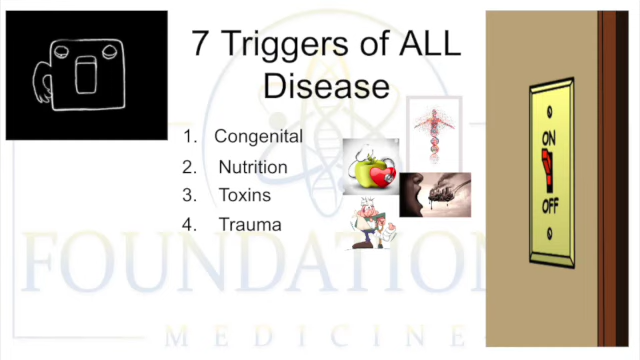 7 Triggers of ALL
Disease
1. Congenital
2. Nutrition
3. Toxins
4. Trauma
ON
OFF
FOUNDATION
MEDICINE